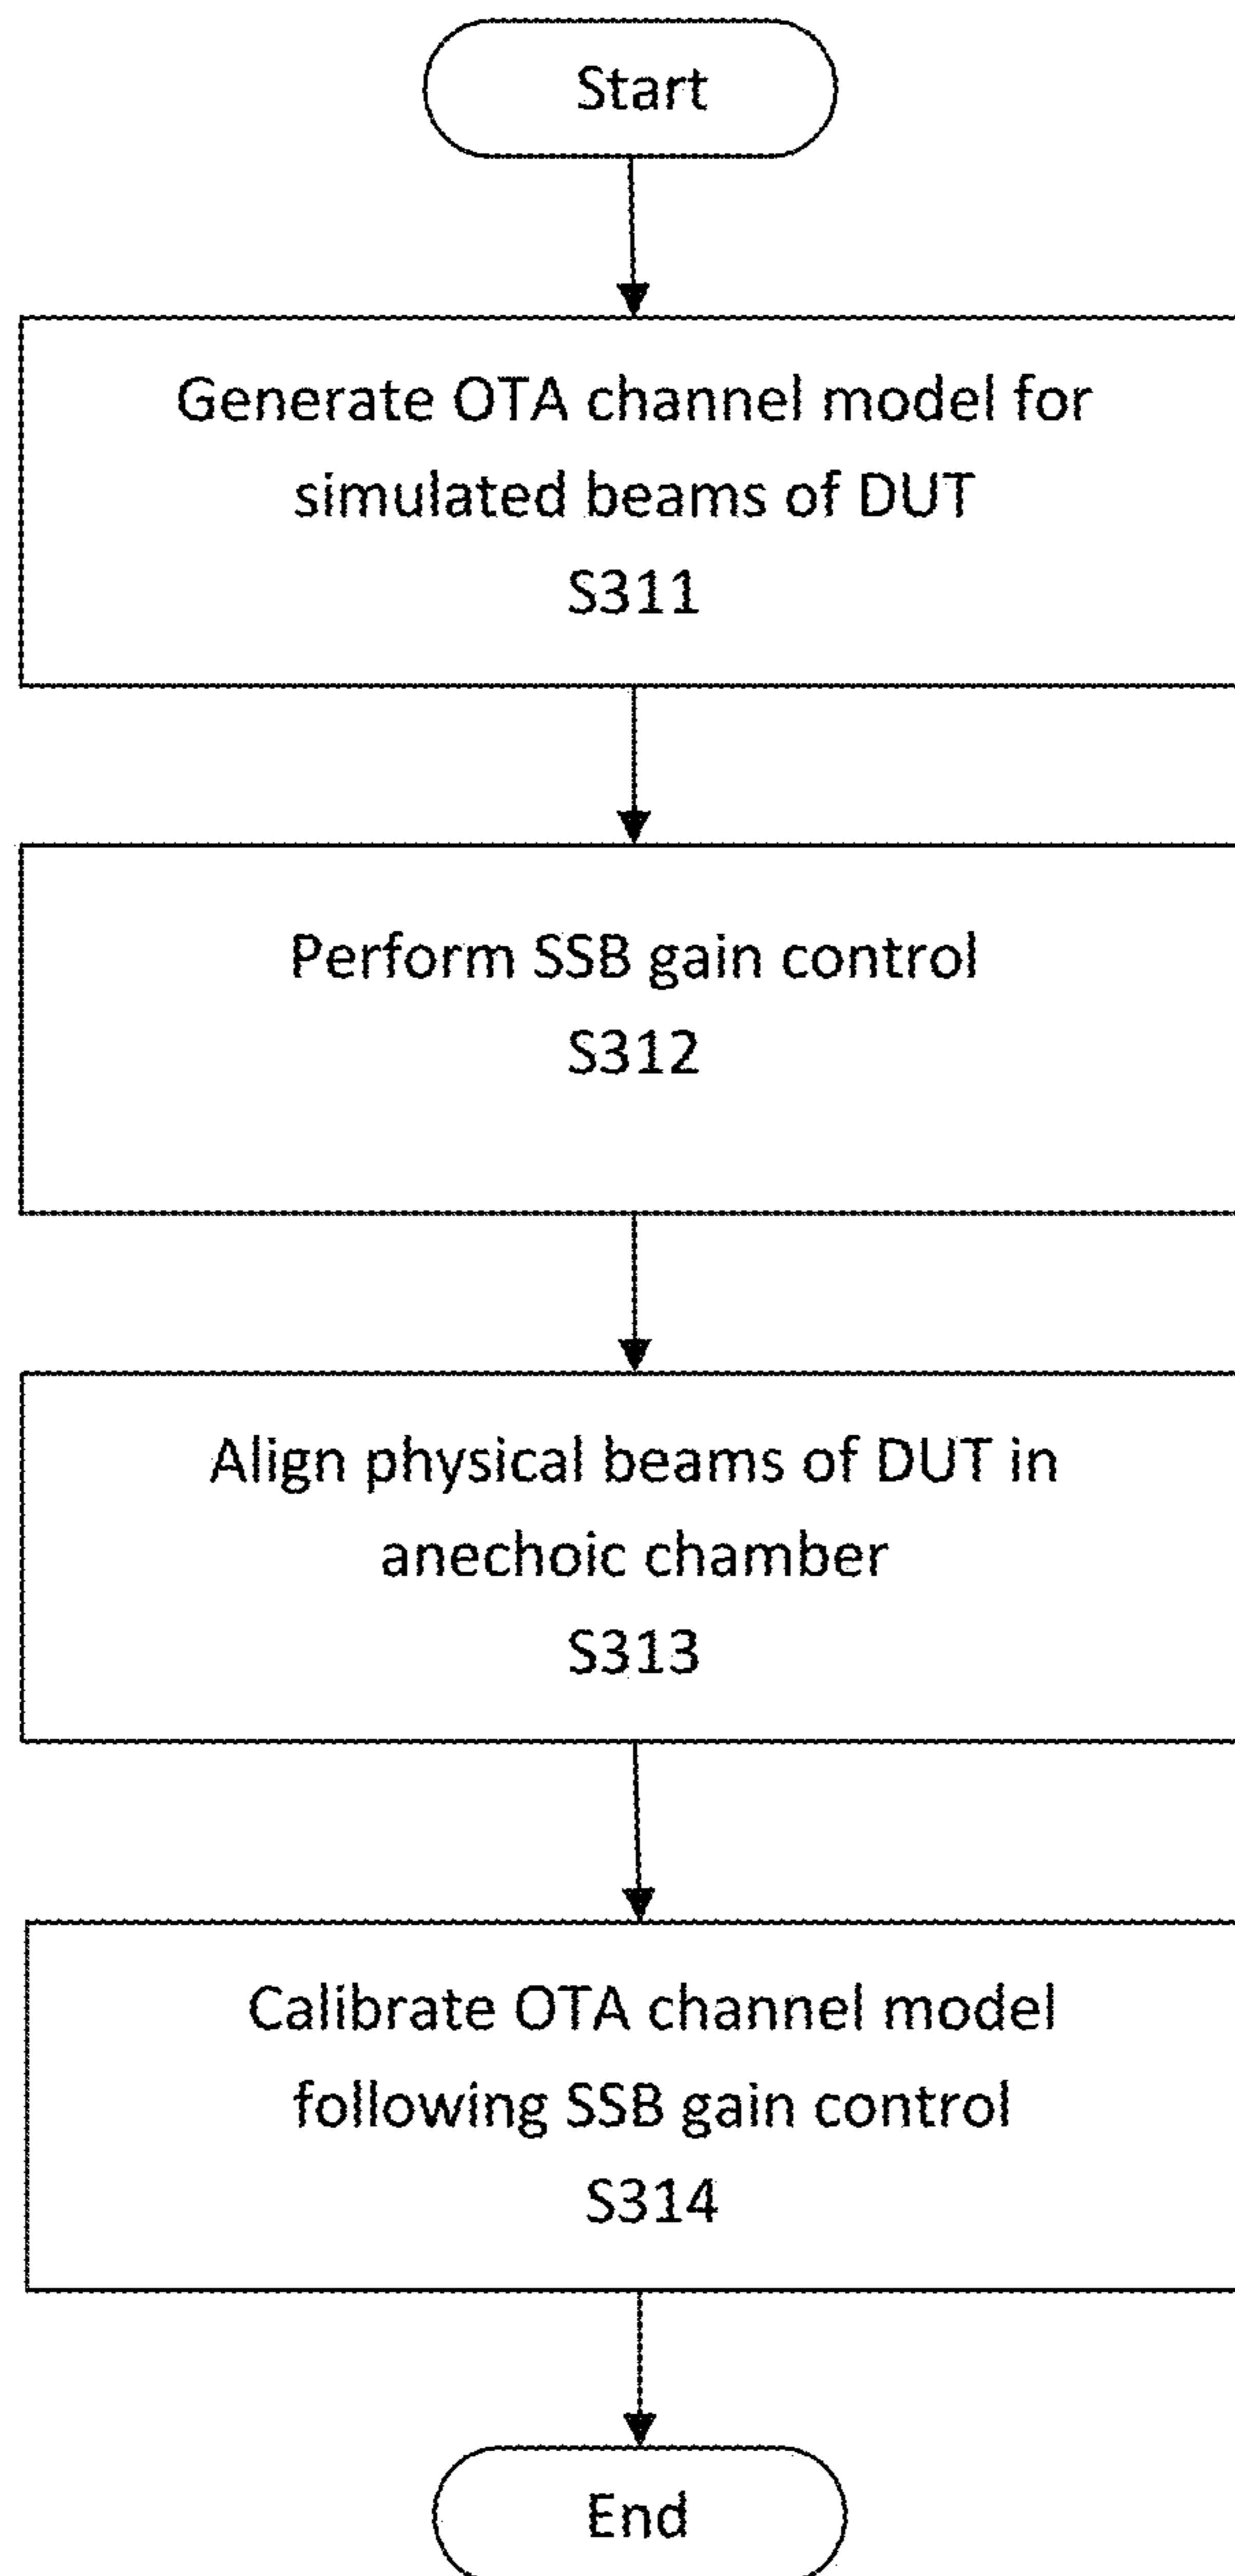 Start
Generate OTA channel model for
simulated beams of DUT
S311
Perform SSB gain control
S312
Align physical beams of DUT in
anechoic chamber
S313
Calibrate OTA channel model
following SSB gain control
S314
End